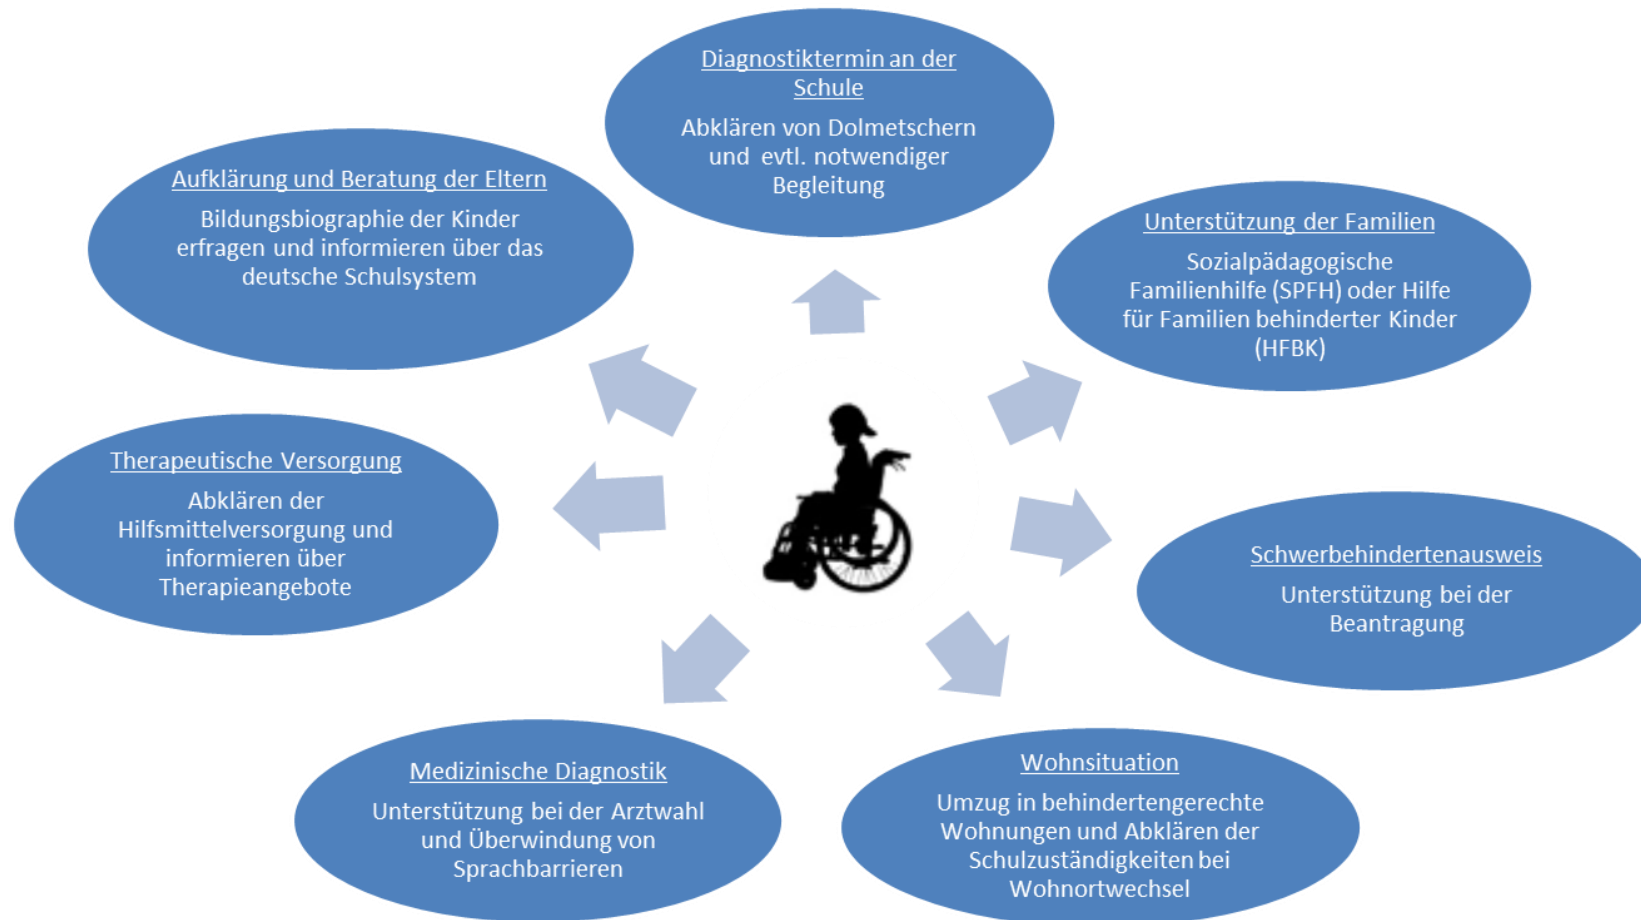 Diagnostiktermin an der
Schule
Abklären von Dolmetschern
und evtl. notwendiger
Begleitung
Aufklärung und Beratung der Eltern
Bildungsbiographie der Kinder
erfragen und informieren über das
deutsche Schulsystem
Unterstützung der Familien
Sozialpädagogische
Familienhilfe (SPFH) oder Hilfe
für Familien behinderter Kinder
(HFBK)
Therapeutische Versorgung
Abklären der
Hilfsmittelversorgung und
informieren über
Therapieangebote
Schwerbehindertenausweis
Unterstützung bei der
Beantragung
Medizinische Diagnostik
Unterstützung bei der Arztwahl
und Überwindung von
Sprachbarrieren
Wohnsituation
Umzug in behindertengerechte
Wohnungen und Abklären der
Schulzuständigkeiten bei
Wohnortwechsel